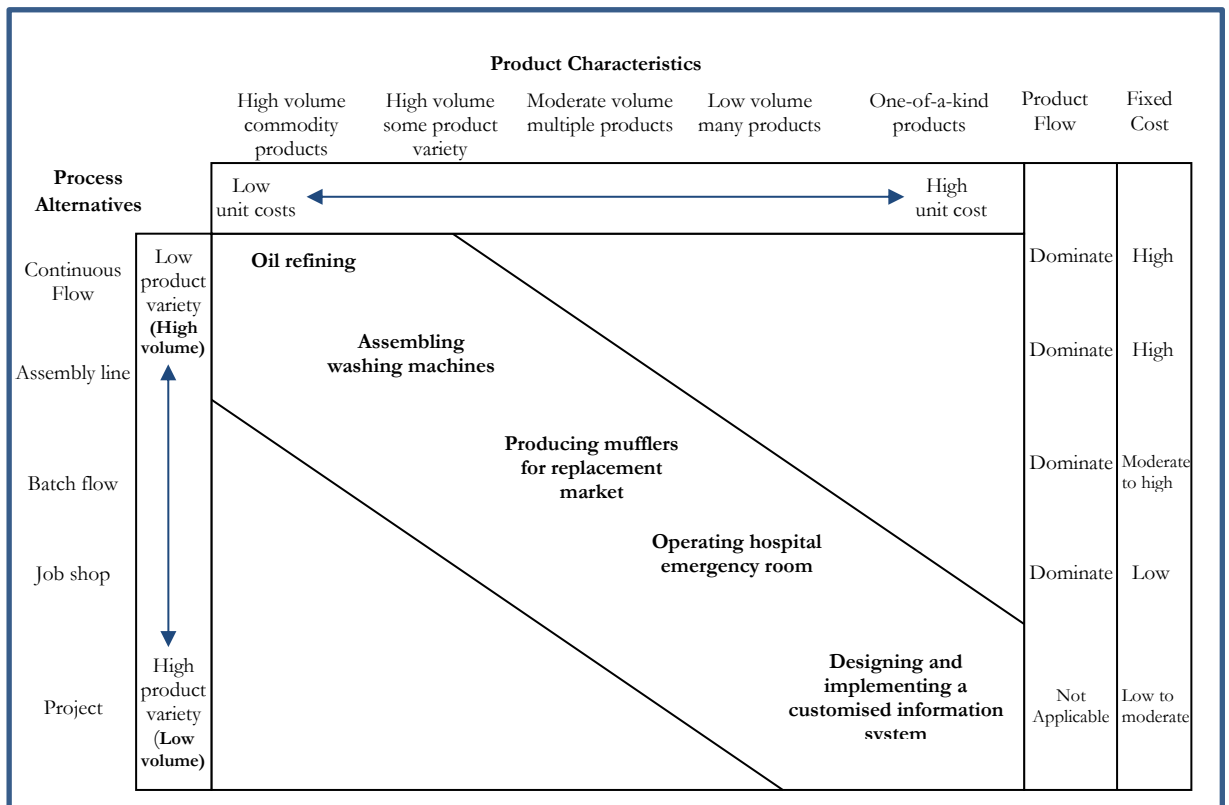 Product Characteristics
High volume
commodity
products
High volume
some product
variety
Moderate volume
multiple products
Low volume
many products
One-of-a-kind
products
Product
Flow
Fixed
Cost
Process
Alternatives
Low
unit costs
High
unit cost
Continuous
Flow
Low
product
variety
(High
volume)
Oil refining
Dominate
High
Assembly line
Assembling
washing machines
Dominate
High
Batch flow
Producing mufflers
for replacement
market
Dominate
Moderate
to high
Job shop
Operating hospital
emergency room
Dominate
Low
Project
High
product
variety
(Low
volume)
Designing and
implementing a
customised information
system
Not
Applicable
Low to
moderate